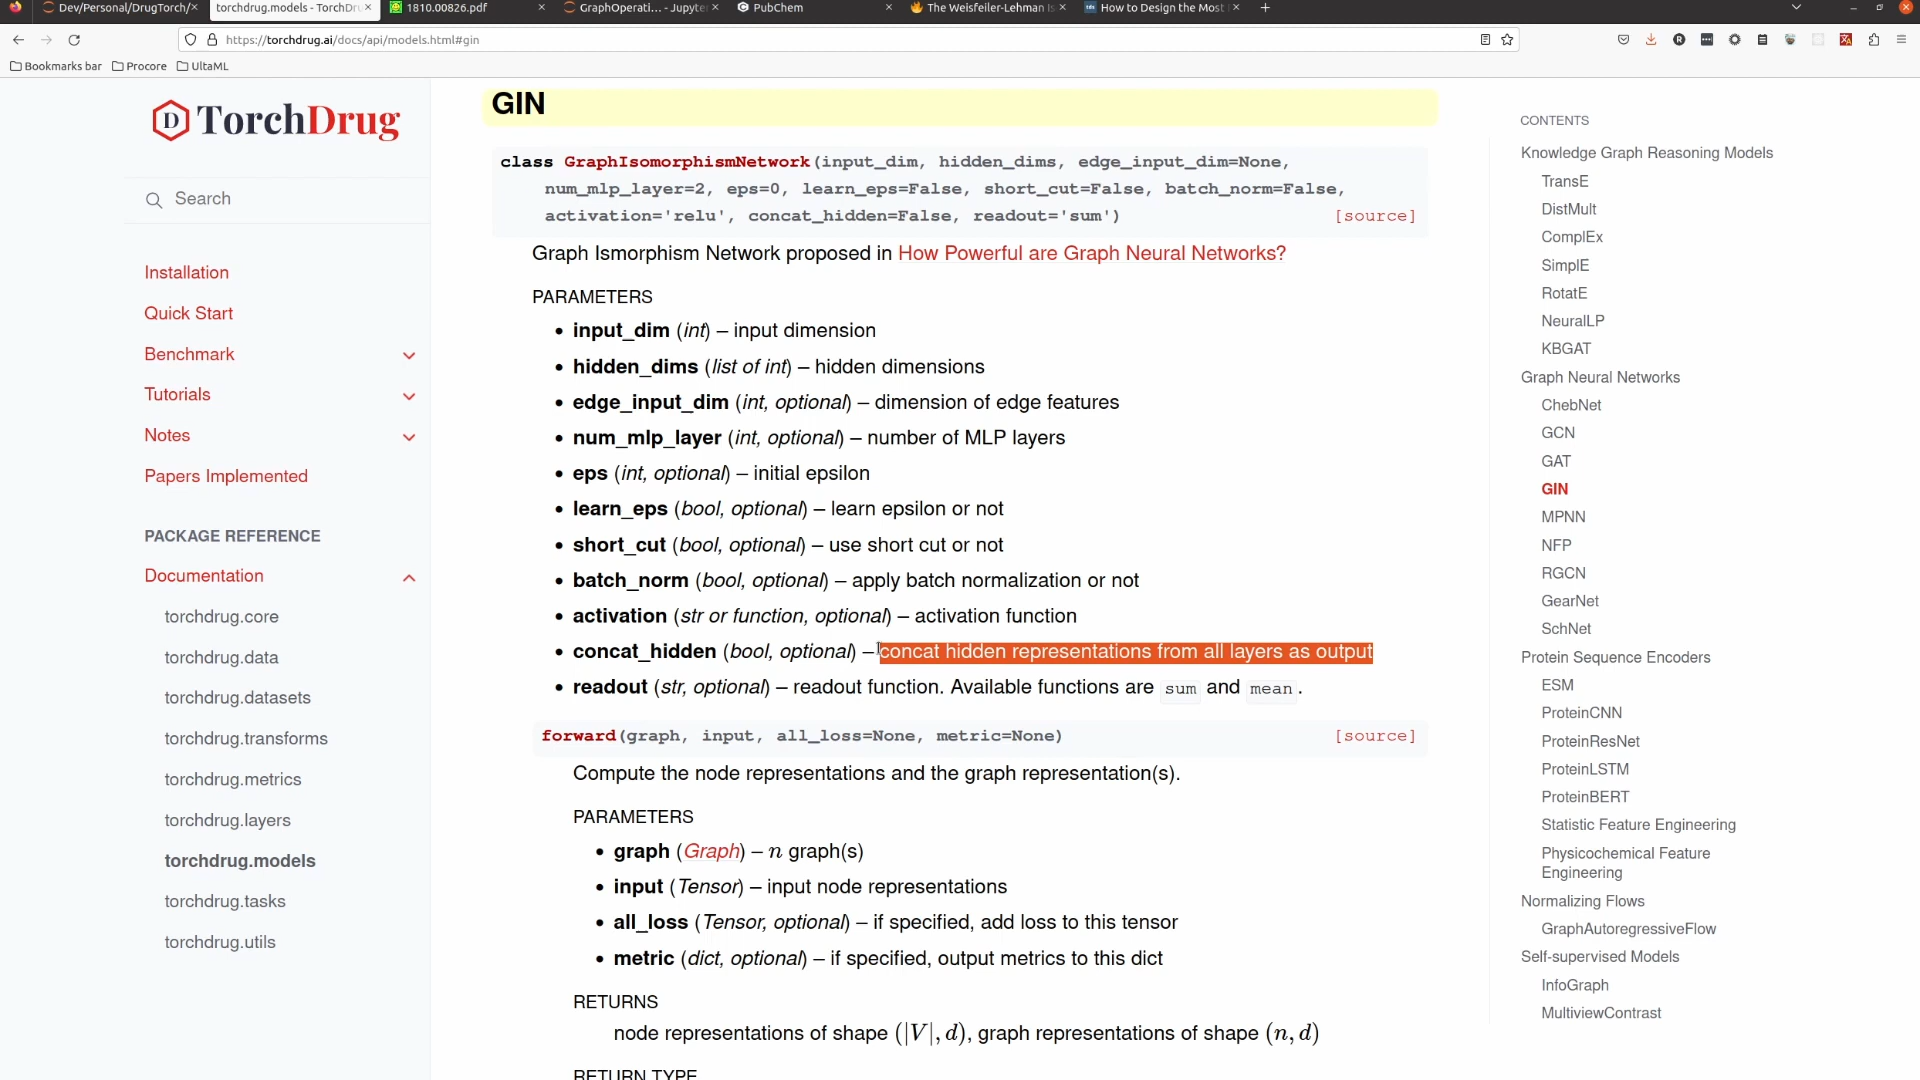 Dev/Personal/DrugTorch/
torchdrug.models - TorchDru
1810.00826.pdf
GraphOperati… - Jupyte
PubChem
The Weisfeiler-Lehman Is
How to Design the Most
https://torchdrug.ai/docs/api/models.html#gin
Bookmarks bar
Procore
UltaML
TorchDrug
Search
Installation
Quick Start
Benchmark
Tutorials
Notes
Papers Implemented
PACKAGE REFERENCE
Documentation
torchdrug.core
torchdrug.data
torchdrug.datasets
torchdrug.transforms
torchdrug.metrics
torchdrug.layers
torchdrug.models
torchdrug.tasks
torchdrug.utils
GIN
class GraphIsomorphismNetwork(input_dim, hidden_dims, edge_input_dim=None,
num_mlp_layer=2, eps=0, learn_eps=False, short_cut=False, batch_norm=False,
activation='relu', concat_hidden=False, readout='sum') [source]
Graph Ismorphism Network proposed in How Powerful are Graph Neural Networks?
PARAMETERS
• input_dim (int) – input dimension
• hidden_dims (list of int) – hidden dimensions
• edge_input_dim (int, optional) – dimension of edge features
• num_mlp_layer (int, optional) – number of MLP layers
• eps (int, optional) – initial epsilon
• learn_eps (bool, optional) – learn epsilon or not
• short_cut (bool, optional) – use short cut or not
• batch_norm (bool, optional) – apply batch normalization or not
• activation (str or function, optional) – activation function
• concat_hidden (bool, optional) – concat hidden representations from all layers as output
• readout (str, optional) – readout function. Available functions are sum and mean.
forward(graph, input, all_loss=None, metric=None) [source]
Compute the node representations and the graph representation(s).
PARAMETERS
• graph (Graph) – n graph(s)
• input (Tensor) – input node representations
• all_loss (Tensor, optional) – if specified, add loss to this tensor
• metric (dict, optional) – if specified, output metrics to this dict
RETURNS
node representations of shape (|V|, d), graph representations of shape (n, d)
RETURN TYPE
CONTENTS
Knowledge Graph Reasoning Models
TransE
DistMult
ComplEx
SimplE
RotatE
NeuralLP
KBGAT
Graph Neural Networks
ChebNet
GCN
GAT
GIN
MPNN
NFP
RGCN
GearNet
SchNet
Protein Sequence Encoders
ESM
ProteinCNN
ProteinResNet
ProteinLSTM
ProteinBERT
Statistic Feature Engineering
Physicochemical Feature
Engineering
Normalizing Flows
GraphAutoregressiveFlow
Self-supervised Models
InfoGraph
MultiviewContrast